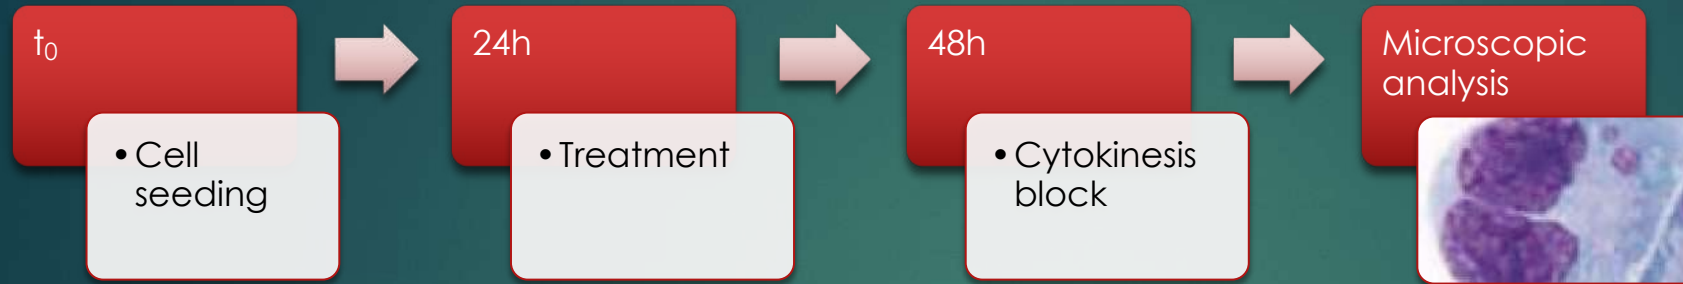 t₀
• Cell
seeding
24h
• Treatment
48h
• Cytokinesis
block
Microscopic
analysis